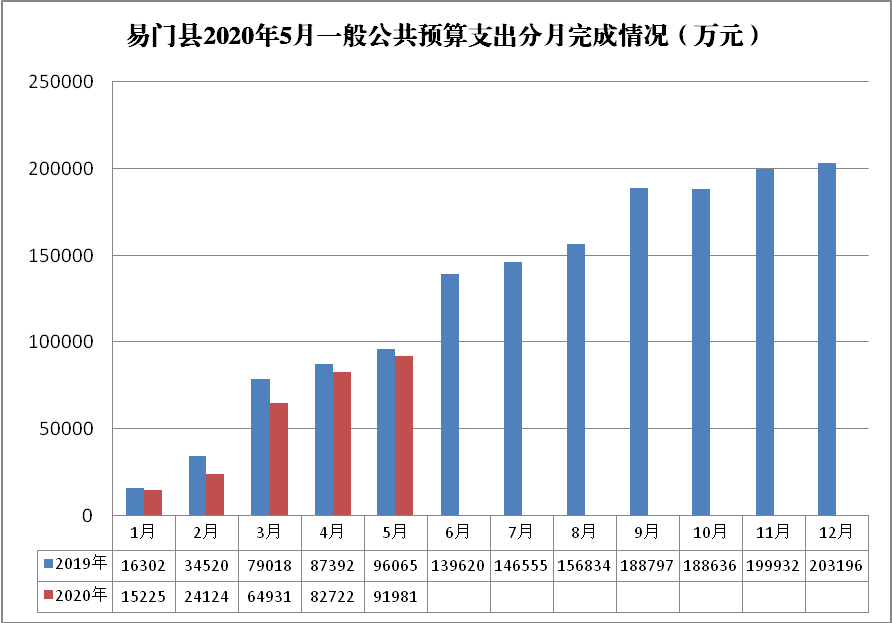 易门县2020年5月一般公共预算支出分月完成情况（万元）
250000
200000
150000
100000
50000
0
1月 2月 3月 4月 5月 6月 7月 8月 9月 10月 11月 12月
2019年 16302 34520 79018 87392 96065 139620 146555 156834 188797 188636 199932 203196
2020年 15225 24124 64931 82722 91981